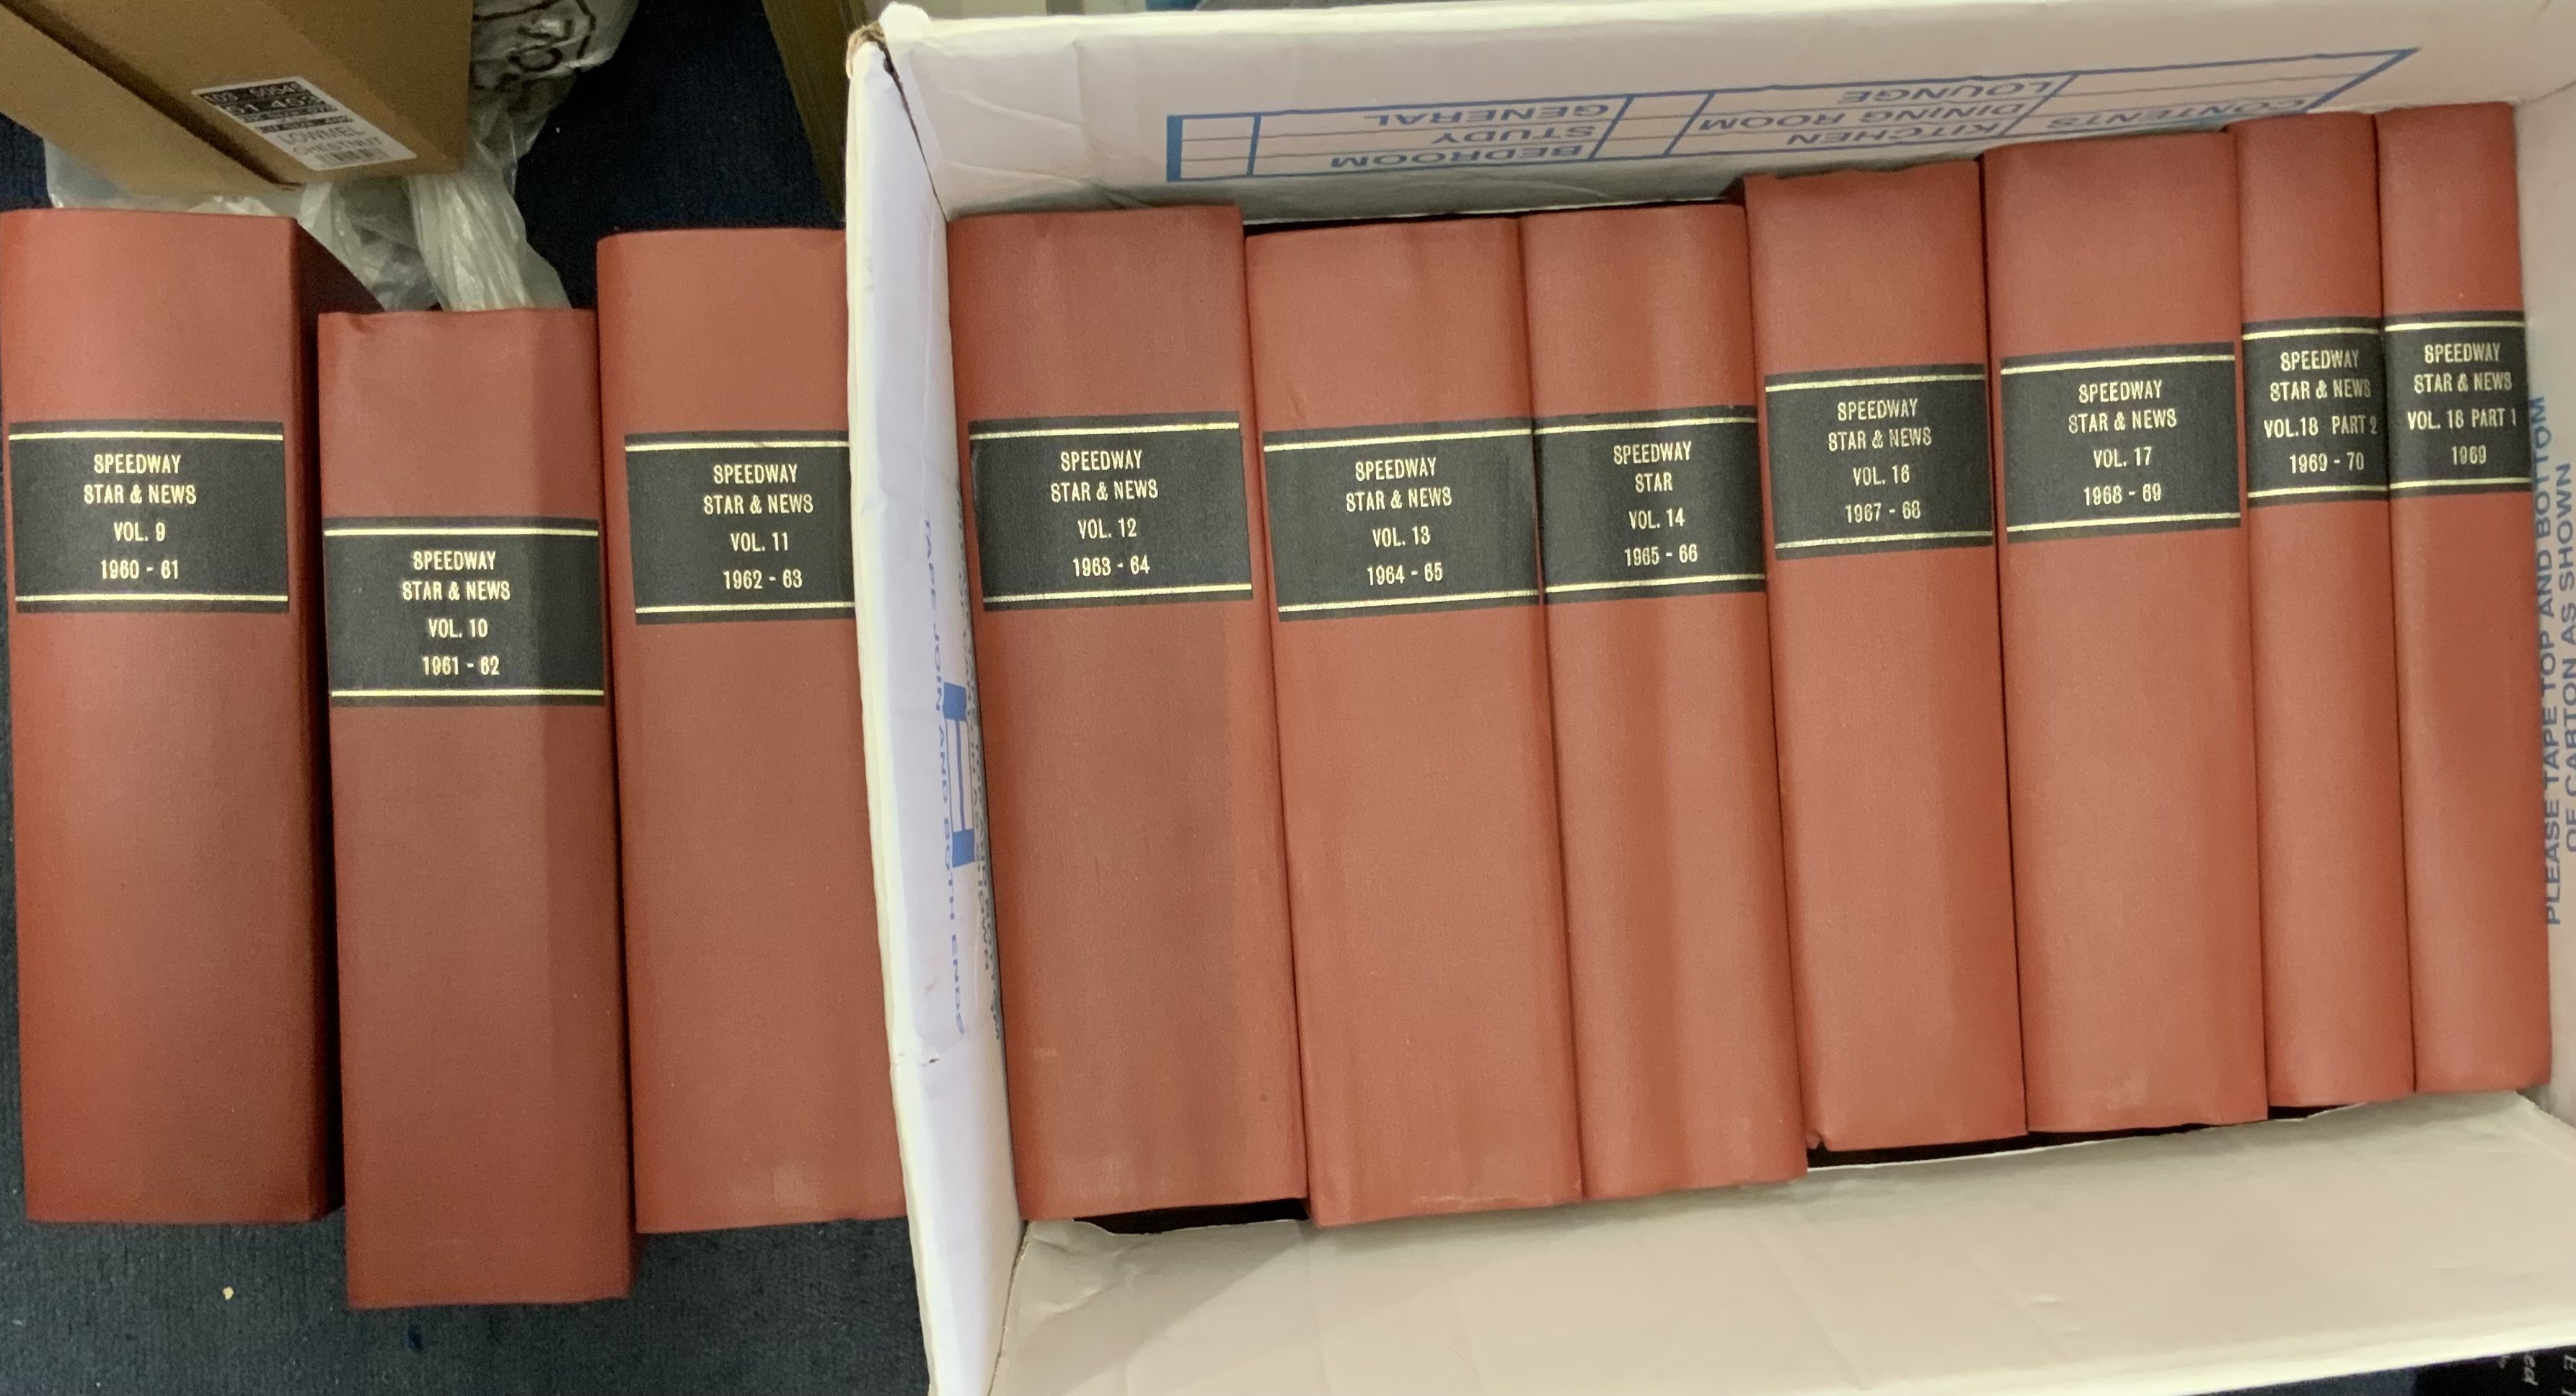 LOWMEL
CHESTNUT
CONTENTS
KITCHEN
DINING ROOM
LOUNGE
BEDROOM
STUDY
GENERAL
SPEEDWAY
STAR & NEWS
VOL. 9
1960 - 61
SPEEDWAY
STAR & NEWS
VOL. 10
1961 - 62
SPEEDWAY
STAR & NEWS
VOL. 11
1962 - 63
SPEEDWAY
STAR & NEWS
VOL. 12
1963 - 64
SPEEDWAY
STAR & NEWS
VOL. 13
1964 - 65
SPEEDWAY
STAR
VOL. 14
1965 - 66
SPEEDWAY
STAR & NEWS
VOL. 16
1967 - 68
SPEEDWAY
STAR & NEWS
VOL. 17
1968 - 69
SPEEDWAY
STAR & NEWS
VOL.18 PART 2
1969 - 70
SPEEDWAY
STAR & NEWS
VOL. 18 PART 1
1969
TAPE JOIN AND BOTH ENDS
PLEASE TAPE TOP AND BOTTOM
OF CARTON AS SHOWN